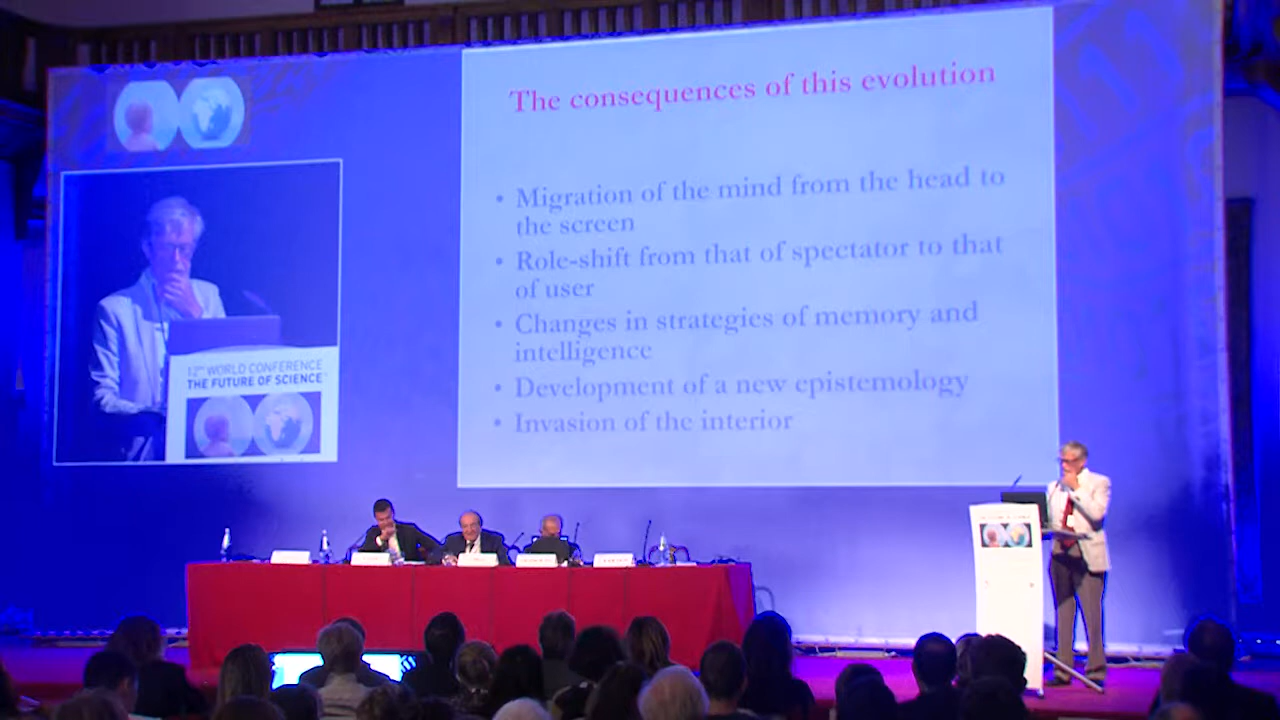 The consequences of this evolution
• Migration of the mind from the head to
the screen
• Role-shift from that of spectator to that
of user
• Changes in strategies of memory and
intelligence
• Development of a new epistemology
• Invasion of the interior
12TH WORLD CONFERENCE
THE FUTURE OF SCIENCE